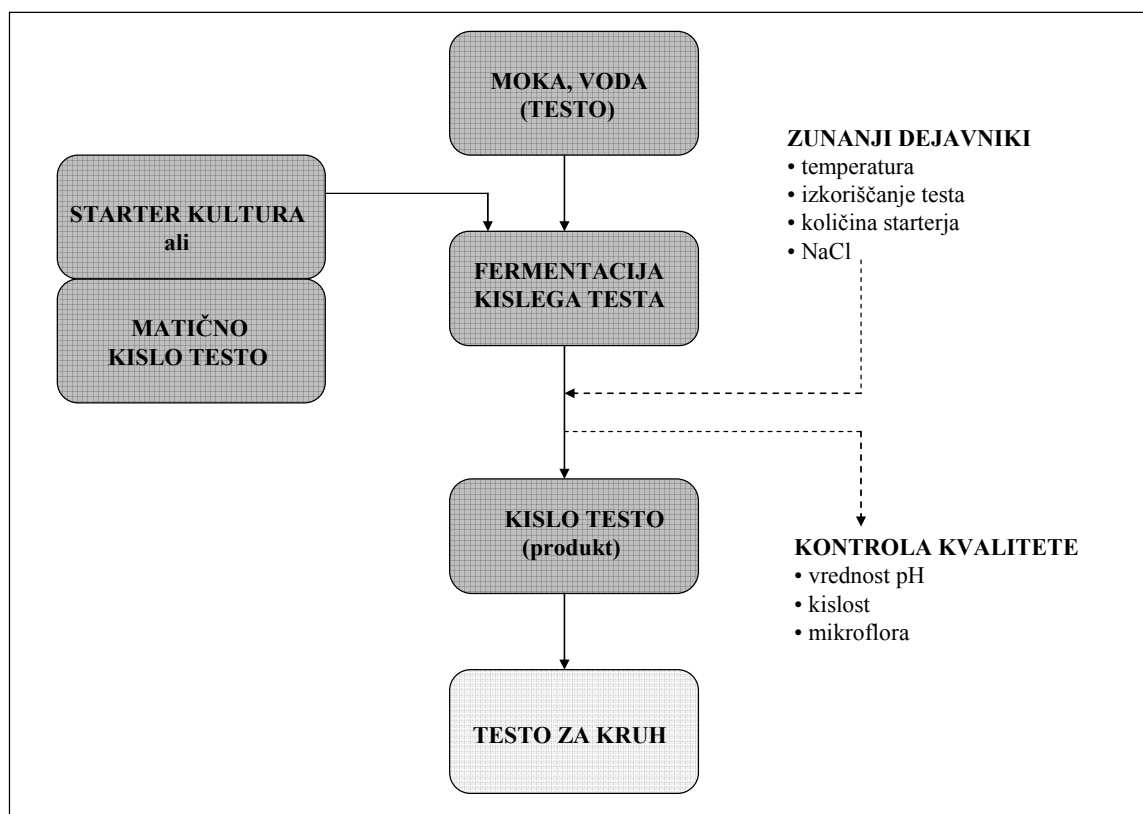 MOKA, VODA
(TESTO)
STARTER KULTURA
ali
MATIČNO
KISLO TESTO
FERMENTACIJA
KISLEGA TESTA
ZUNANJI DEJAVNIKI
• temperatura
• izkoriščanje testa
• količina starterja
• NaCl
KISLO TESTO
(produkt)
KONTROLA KVALITETE
• vrednost pH
• kislost
• mikroflora
TESTO ZA KRUH